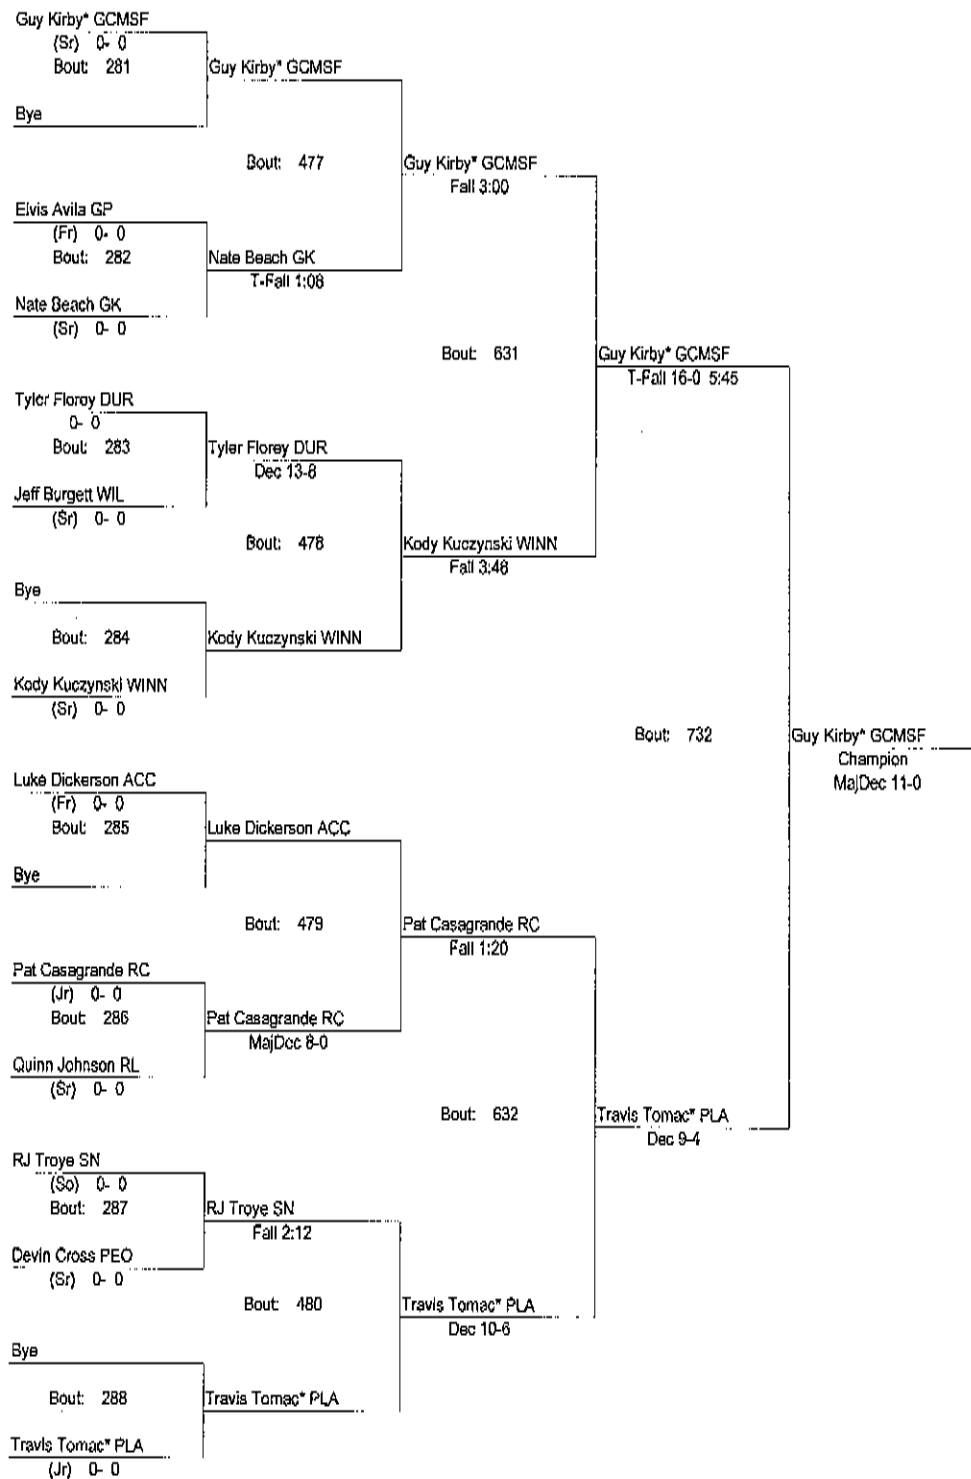 Guy Kirby* GCMSF
(Sr) 0- 0
Bout: 281
Guy Kirby* GCMSF
Bye
Bout: 477
Guy Kirby* GCMSF
Fall 3:00
Elvis Avila GP
(Fr) 0- 0
Bout: 282
Nate Beach GK
T-Fall 1:08
Nate Beach GK
(Sr) 0- 0
Bout: 631
Guy Kirby* GCMSF
T-Fall 16-0 5:45
Tyler Florey DUR
0- 0
Bout: 283
Tyler Florey DUR
Dec 13-8
Jeff Burgett WIL
(Sr) 0- 0
Bout: 478
Kody Kuczynski WINN
Fall 3:48
Bye
Bout: 284
Kody Kuczynski WINN
Kody Kuczynski WINN
(Sr) 0- 0
Bout: 732
Guy Kirby* GCMSF
Champion
MajDec 11-0
Luke Dickerson ACC
(Fr) 0- 0
Bout: 285
Luke Dickerson ACC
Bye
Bout: 479
Pat Casagrande RC
Fall 1:20
Pat Casagrande RC
(Jr) 0- 0
Bout: 286
Pat Casagrande RC
MajDec 8-0
Quinn Johnson RL
(Sr) 0- 0
Bout: 632
Travis Tomac* PLA
Dec 9-4
RJ Troye SN
(So) 0- 0
Bout: 287
RJ Troye SN
Fall 2:12
Devin Cross PEO
(Sr) 0- 0
Bout: 480
Travis Tomac* PLA
Dec 10-6
Bye
Bout: 288
Travis Tomac* PLA
Travis Tomac* PLA
(Jr) 0- 0